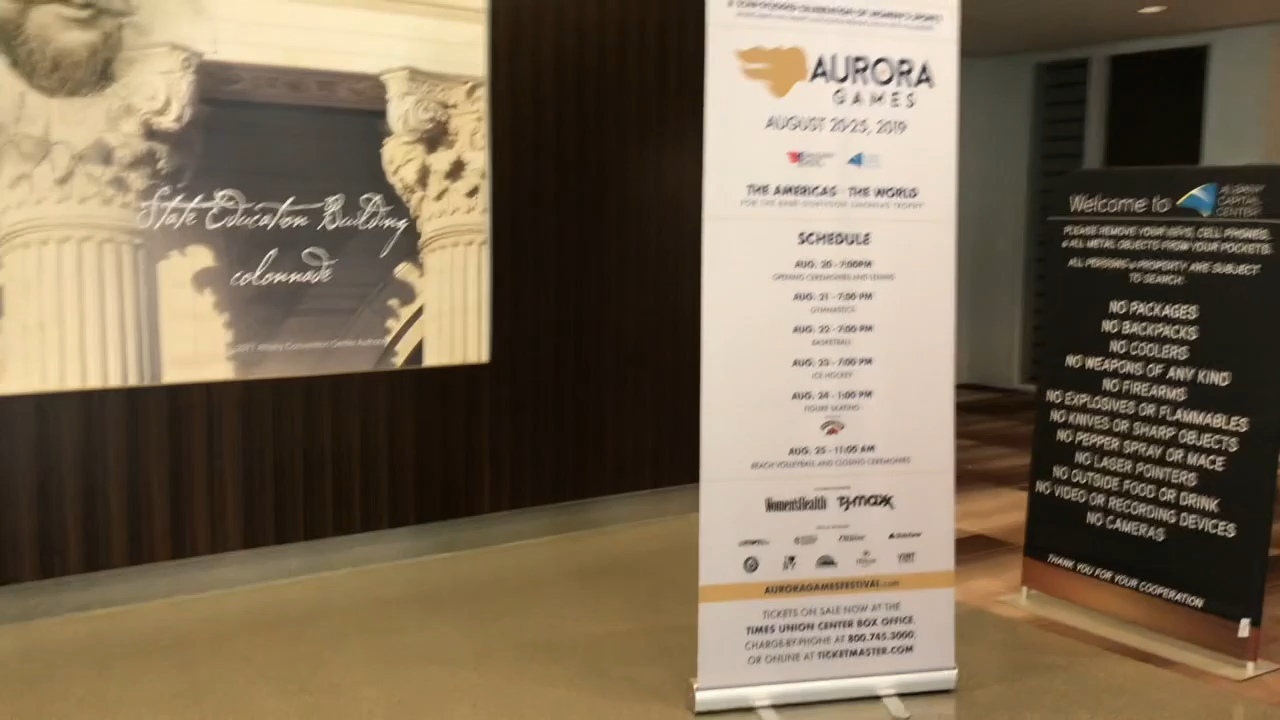 State Education Building
colonnade
AURORA
GAMES
AUGUST 20-25, 2019
THE AMERICAS THE WORLD
SCHEDULE
AUG. 20 - 7:00PM
OPENING CEREMONIES AND
AUG. 21 - 7:00 PM
GYMNASTICS
AUG. 22 - 7:00 PM
BASKETBALL
AUG. 23 - 7:00 PM
ICE HOCKEY
AUG. 24 - 1:00 PM
FIGURE SKATING
AUG. 25 - 11:00 AM
BEACH VOLLEYBALL AND CLOSING CEREMONIES
Women'sHealth TJ-maxx
AURORAGAMESFESTIVAL.com
TICKETS ON SALE NOW AT THE
TIMES UNION CENTER BOX OFFICE,
CHARGE-BY-PHONE AT 800.745.3000,
OR ONLINE AT TICKETMASTER.COM
Welcome to ALBANY
CAPITAL
CENTER
PLEASE REMOVE YOUR KEYS, CELL PHONES,
& ALL METAL OBJECTS FROM YOUR POCKETS.
ALL PERSONS & PROPERTY ARE SUBJECT
TO SEARCH.
NO PACKAGES
NO BACKPACKS
NO COOLERS
NO WEAPONS OF ANY KIND
NO FIREARMS
NO EXPLOSIVES OR FLAMMABLES
NO KNIVES OR SHARP OBJECTS
NO PEPPER SPRAY OR MACE
NO LASER POINTERS
NO OUTSIDE FOOD OR DRINK
NO VIDEO OR RECORDING DEVICES
NO CAMERAS
THANK YOU FOR YOUR COOPERATION